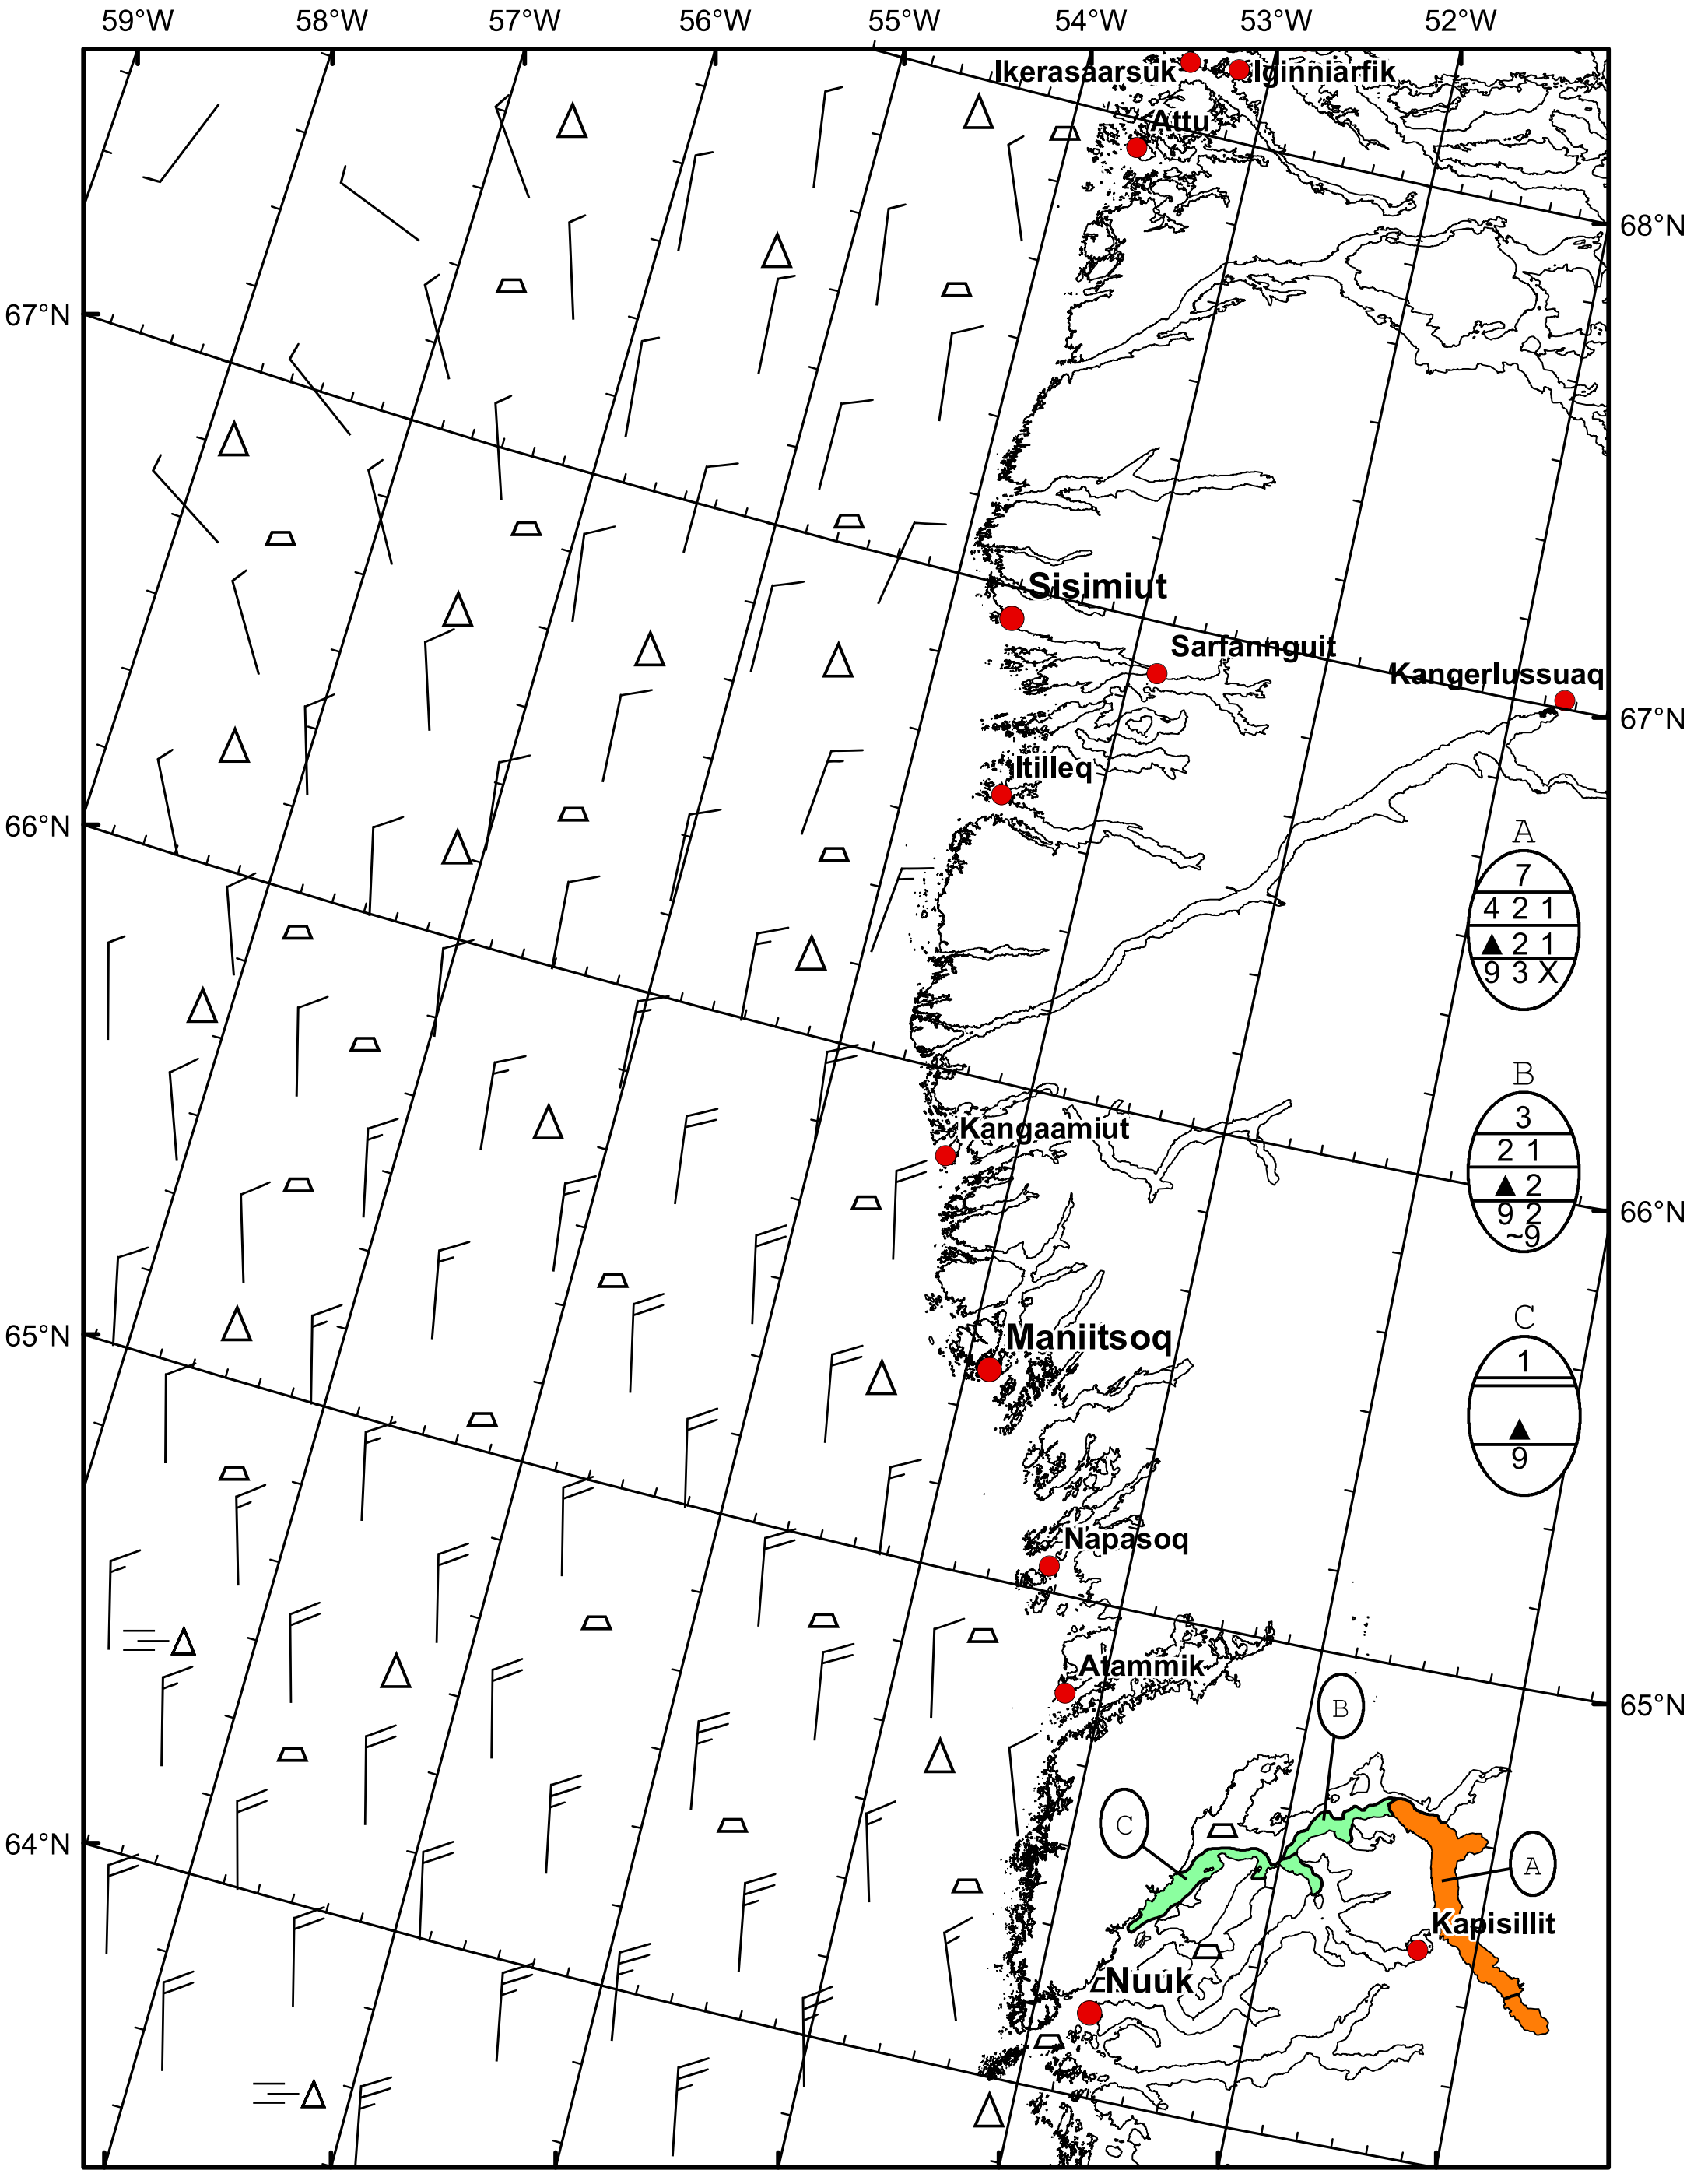 59°W 58°W 57°W 56°W 55°W 54°W 53°W 52°W
Ikerasaarsuk Iginniarfik
Attu
68°N
67°N
Sisimiut
Sarfannguit
Kangerlussuaq
67°N
Itilleq
66°N
A
7
4 2 1
▲ 2 1
9 3 X
B
3
2 1
▲ 2
9 2
~9
Kangaamiut
66°N
C
1
▲
9
65°N
Maniitsoq
Napasoq
Atammik
65°N
B
C
64°N
A
Kapisillit
Nuuk